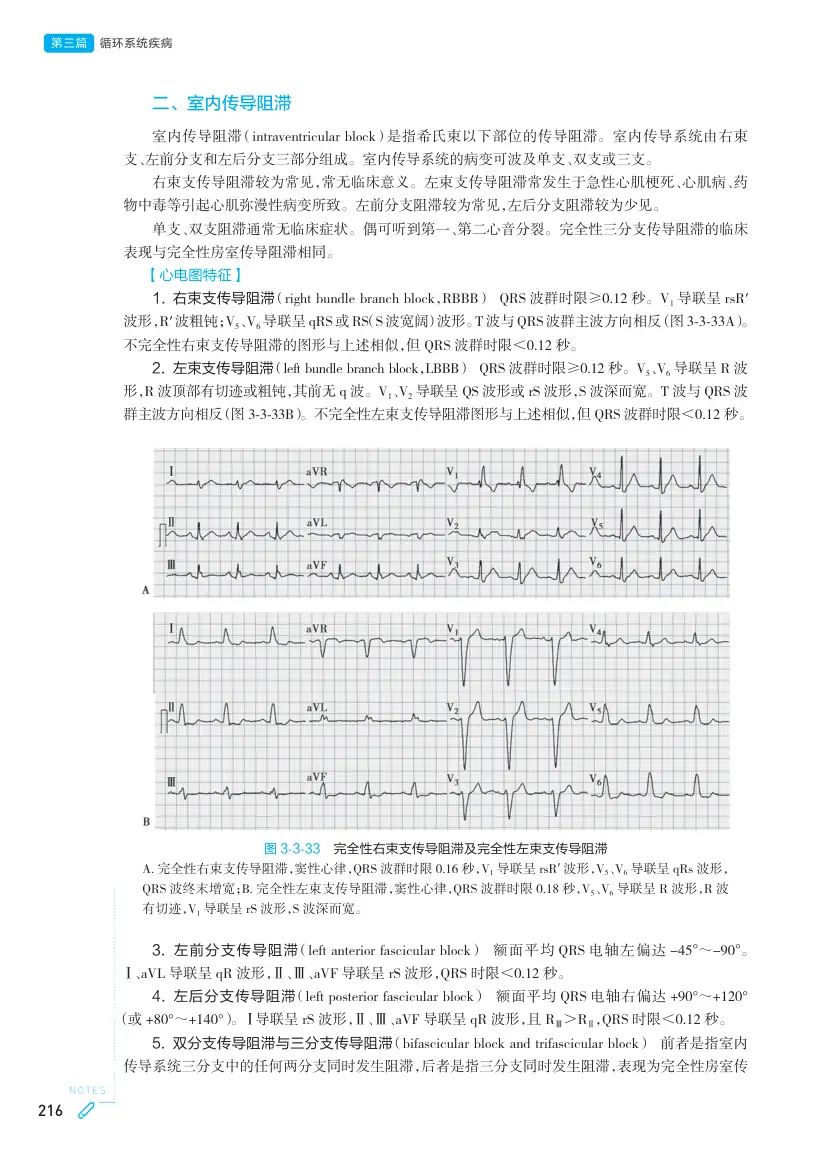 第三篇 循环系统疾病
二、室内传导阻滞
室内传导阻滞(intraventricular block)是指希氏束以下部位的传导阻滞。室内传导系统由右束
支、左前分支和左后分支三部分组成。室内传导系统的病变可波及单支、双支或三支。
右束支传导阻滞较为常见,常无临床意义。左束支传导阻滞常发生于急性心肌梗死、心肌病、药
物中毒等引起心肌弥漫性病变所致。左前分支阻滞较为常见,左后分支阻滞较为少见。
单支、双支阻滞通常无临床症状。偶可听到第一、第二心音分裂。完全性三分支传导阻滞的临床
表现与完全性房室传导阻滞相同。
【心电图特征】
1. 右束支传导阻滞(right bundle branch block,RBBB) QRS 波群时限≥0.12 秒。V₁ 导联呈 rsR′
波形,R′波粗钝;V₅、V₆ 导联呈 qRS 或 RS(S 波宽阔)波形。T 波与 QRS 波群主波方向相反(图 3-3-33A)。
不完全性右束支传导阻滞的图形与上述相似,但 QRS 波群时限<0.12 秒。
2. 左束支传导阻滞(left bundle branch block,LBBB) QRS 波群时限≥0.12 秒。V₅、V₆ 导联呈 R 波
形,R 波顶部有切迹或粗钝,其前无 q 波。V₁、V₂ 导联呈 QS 波形或 rS 波形,S 波深而宽。T 波与 QRS 波
群主波方向相反(图 3-3-33B)。不完全性左束支传导阻滞图形与上述相似,但 QRS 波群时限<0.12 秒。
Ⅰ aVR V₁ V₄
Ⅱ aVL V₂ V₅
Ⅲ aVF V₃ V₆
A
Ⅰ aVR V₁ V₄
Ⅱ aVL V₂ V₅
Ⅲ aVF V₃ V₆
B
图 3-3-33 完全性右束支传导阻滞及完全性左束支传导阻滞
A. 完全性右束支传导阻滞,窦性心律,QRS 波群时限 0.16 秒,V₁ 导联呈 rsR′ 波形,V₅、V₆ 导联呈 qRs 波形,
QRS 波终末增宽;B. 完全性左束支传导阻滞,窦性心律,QRS 波群时限 0.18 秒,V₅、V₆ 导联呈 R 波形,R 波
有切迹,V₁ 导联呈 rS 波形,S 波深而宽。
3. 左前分支传导阻滞(left anterior fascicular block) 额面平均 QRS 电轴左偏达 -45°~-90°。
Ⅰ、aVL 导联呈 qR 波形,Ⅱ、Ⅲ、aVF 导联呈 rS 波形,QRS 时限<0.12 秒。
4. 左后分支传导阻滞(left posterior fascicular block) 额面平均 QRS 电轴右偏达 +90°~+120°
(或 +80°~+140°)。Ⅰ导联呈 rS 波形,Ⅱ、Ⅲ、aVF 导联呈 qR 波形,且 RⅢ>RⅡ,QRS 时限<0.12 秒。
5. 双分支传导阻滞与三分支传导阻滞(bifascicular block and trifascicular block) 前者是指室内
传导系统三分支中的任何两分支同时发生阻滞,后者是指三分支同时发生阻滞,表现为完全性房室传
NOTES
216